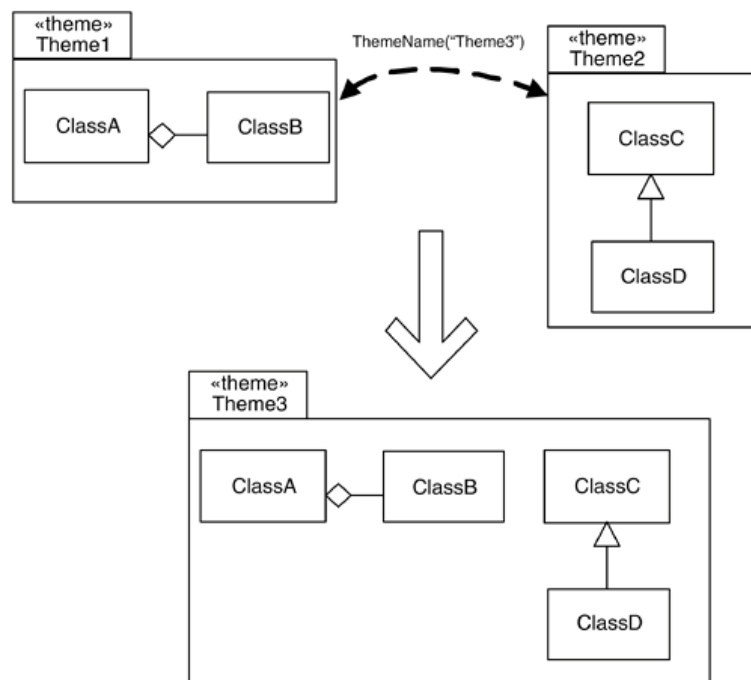 «theme»
Theme1
ClassA
ClassB
ThemeName("Theme3")
«theme»
Theme2
ClassC
ClassD
«theme»
Theme3
ClassA
ClassB
ClassC
ClassD